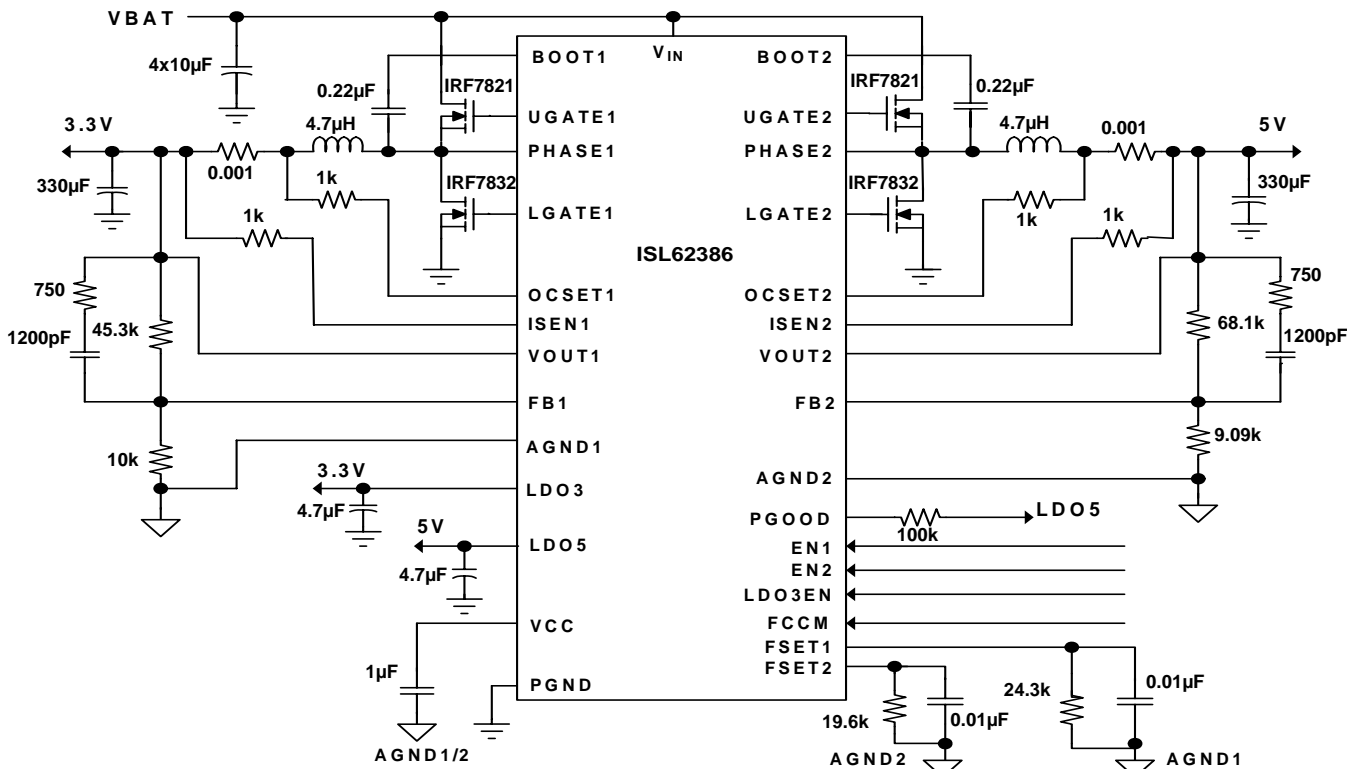 VBAT
4x10µF
BOOT1
VIN
BOOT2
IRF7821
0.22µF
UGATE1
IRF7821
0.22µF
UGATE2
3.3V
4.7µH
PHASE1
PHASE2
4.7µH
0.001
5V
0.001
330µF
1k
IRF7832
LGATE1
IRF7832
LGATE2
1k
330µF
1k
1k
ISL62386
OCSET1
OCSET2
750
ISEN1
ISEN2
750
1200pF
45.3k
68.1k
1200pF
VOUT1
VOUT2
FB1
FB2
10k
AGND1
9.09k
AGND2
3.3V
LDO3
4.7µF
PGOOD
100k
LDO5
5V
LDO5
4.7µF
EN1
EN2
LDO3EN
VCC
FCCM
FSET1
FSET2
1µF
PGND
19.6k
0.01µF
24.3k
0.01µF
AGND1/2
AGND2
AGND1